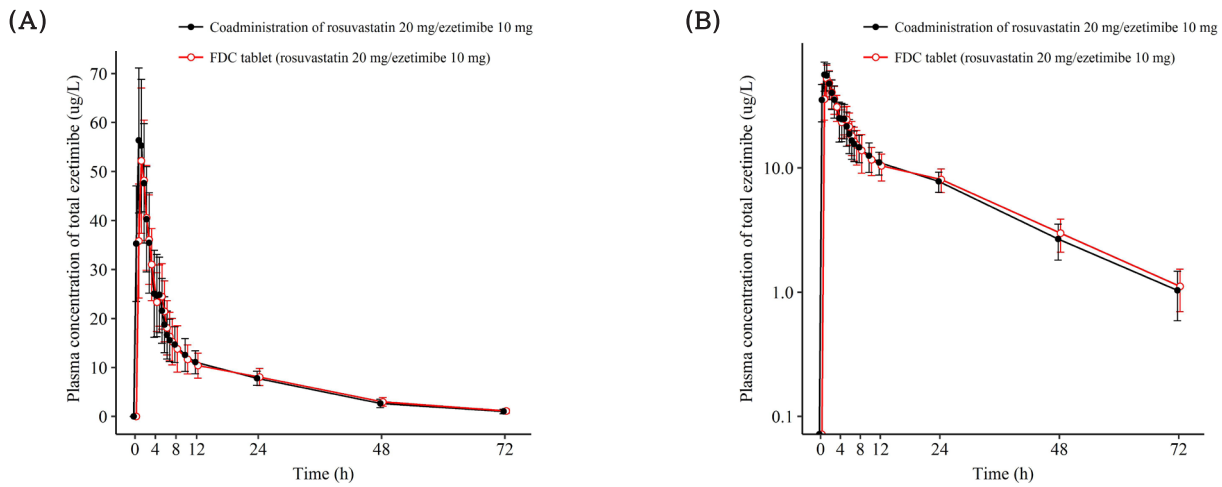 (A)
Coadministration of rosuvastatin 20 mg/ezetimibe 10 mg
FDC tablet (rosuvastatin 20 mg/ezetimibe 10 mg)
Plasma concentration of total ezetimibe (ug/L)
70
60
50
40
30
20
10
0
0 4 8 12 24 48 72
Time (h)
(B)
Coadministration of rosuvastatin 20 mg/ezetimibe 10 mg
FDC tablet (rosuvastatin 20 mg/ezetimibe 10 mg)
Plasma concentration of total ezetimibe (ug/L)
10.0
1.0
0.1
0 4 8 12 24 48 72
Time (h)